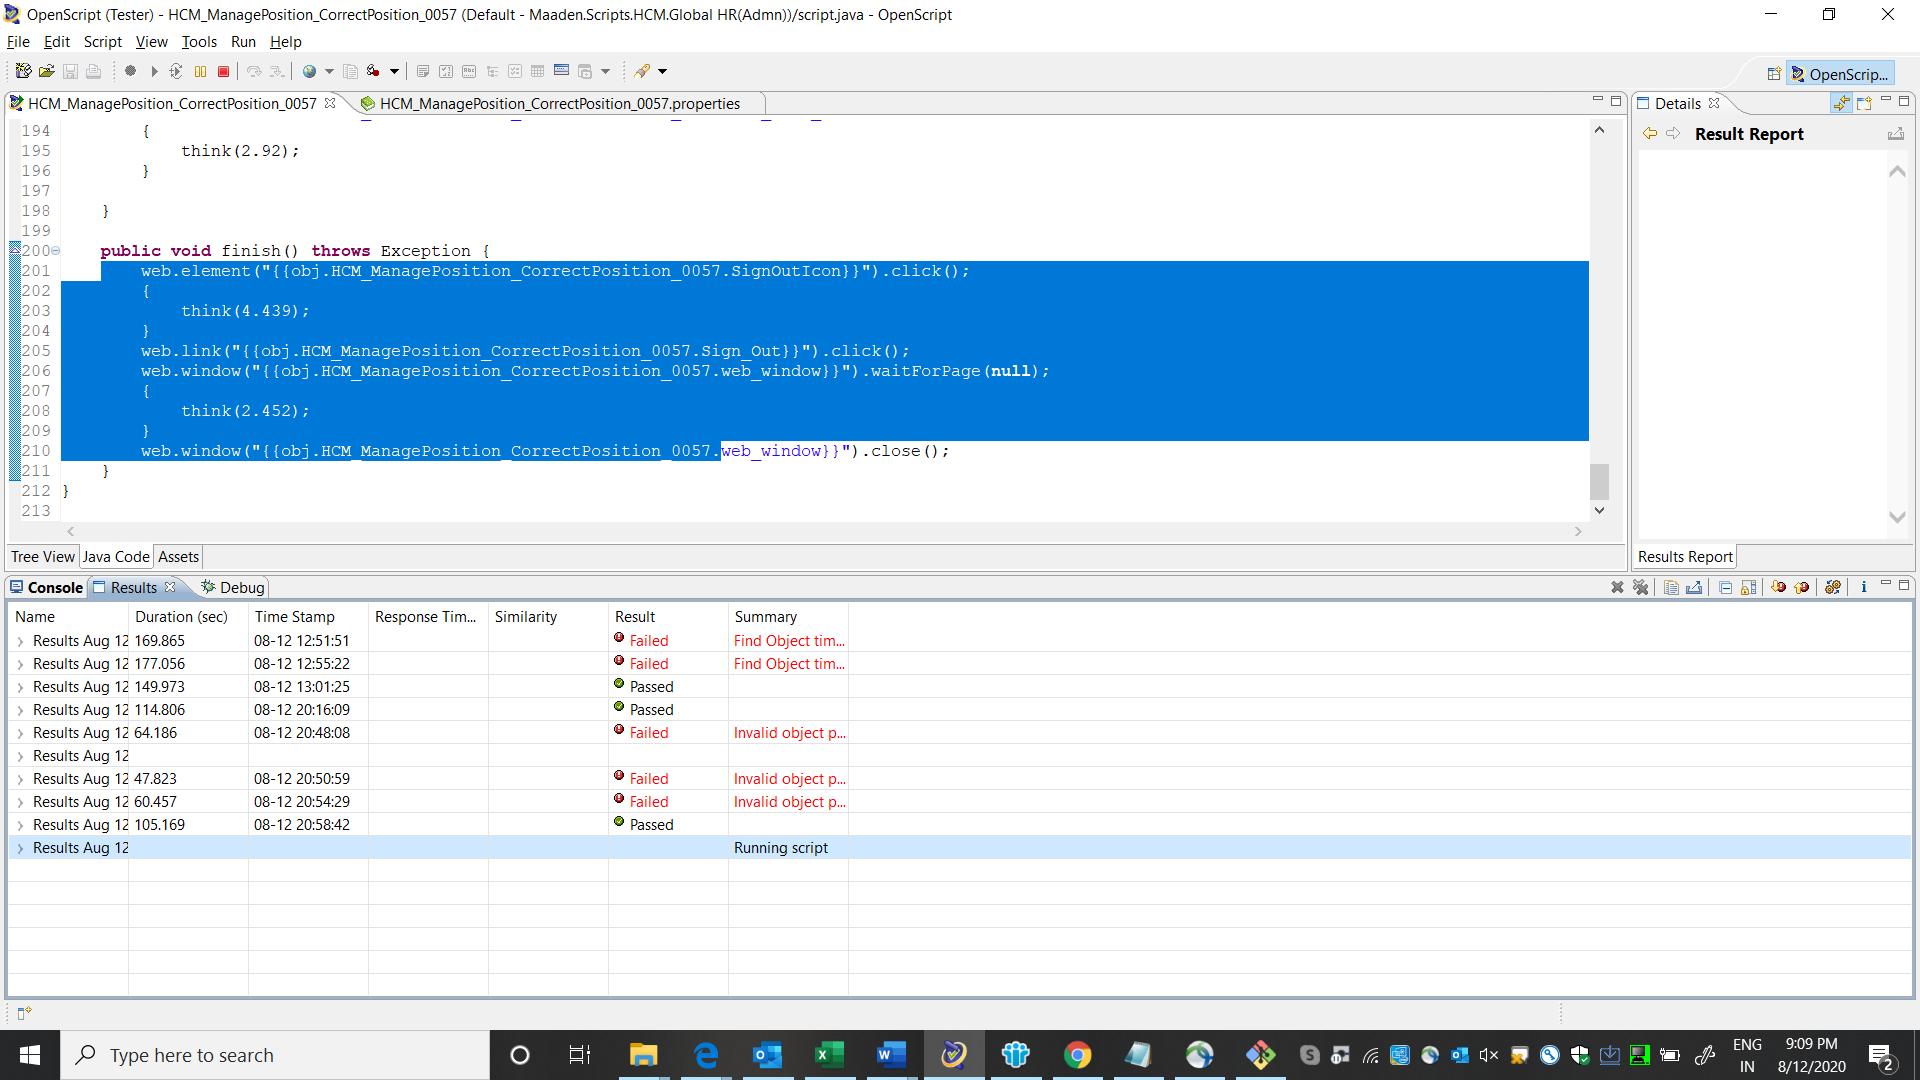 OpenScript (Tester) - HCM_ManagePosition_CorrectPosition_0057 (Default - Maaden.Scripts.HCM.Global HR(Admn))/script.java - OpenScript
File Edit Script View Tools Run Help
OpenScrip...
HCM_ManagePosition_CorrectPosition_0057
HCM_ManagePosition_CorrectPosition_0057.properties
Details
Result Report
194 {
195 think(2.92);
196 }
197
198 }
199
200 public void finish() throws Exception {
201 web.element("{{obj.HCM_ManagePosition_CorrectPosition_0057.SignOutIcon}}").click();
202 {
203 think(4.439);
204 }
205 web.link("{{obj.HCM_ManagePosition_CorrectPosition_0057.Sign_Out}}").click();
206 web.window("{{obj.HCM_ManagePosition_CorrectPosition_0057.web_window}}").waitForPage(null);
207 {
208 think(2.452);
209 }
210 web.window("{{obj.HCM_ManagePosition_CorrectPosition_0057.web_window}}").close();
211 }
212 }
213
Tree View Java Code Assets
Results Report
Console Results Debug
Name Duration (sec) Time Stamp Response Tim... Similarity Result Summary
Results Aug 12 169.865 08-12 12:51:51 Failed Find Object tim...
Results Aug 12 177.056 08-12 12:55:22 Failed Find Object tim...
Results Aug 12 149.973 08-12 13:01:25 Passed
Results Aug 12 114.806 08-12 20:16:09 Passed
Results Aug 12 64.186 08-12 20:48:08 Failed Invalid object p...
Results Aug 12
Results Aug 12 47.823 08-12 20:50:59 Failed Invalid object p...
Results Aug 12 60.457 08-12 20:54:29 Failed Invalid object p...
Results Aug 12 105.169 08-12 20:58:42 Passed
Results Aug 12 Running script
Type here to search
ENG
IN
9:09 PM
8/12/2020
2